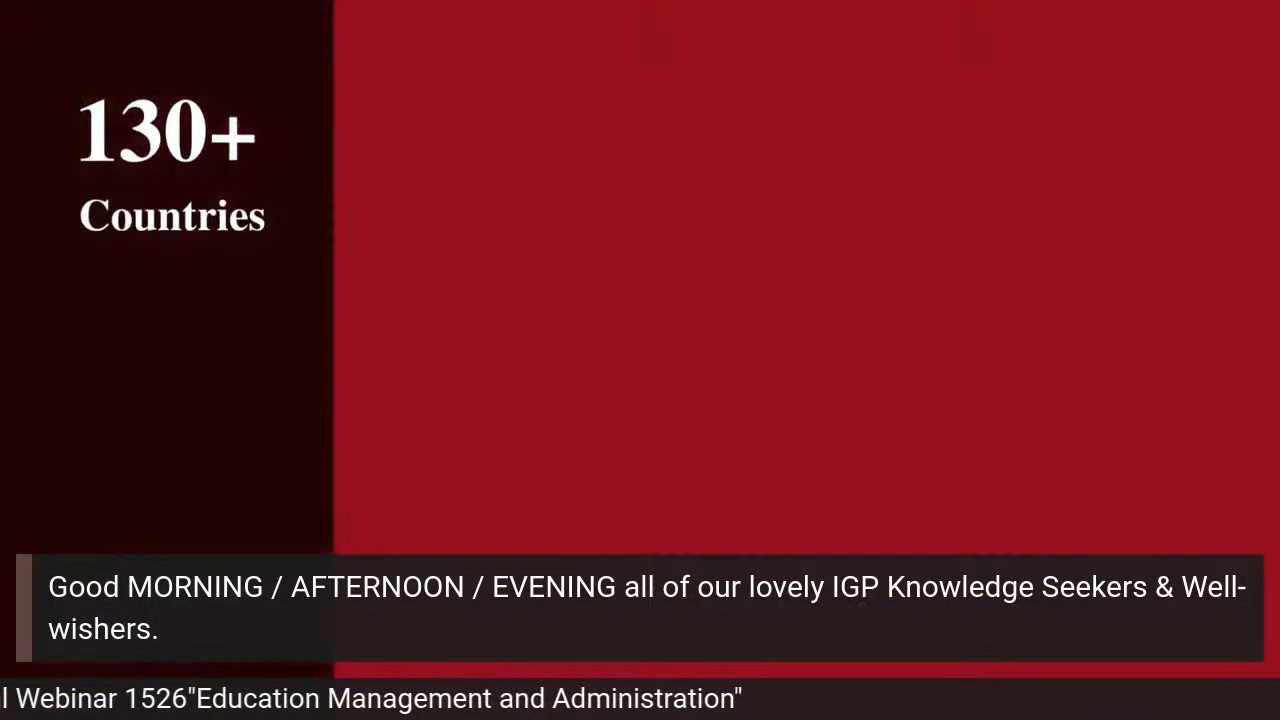 130+
Countries
Good MORNING / AFTERNOON / EVENING all of our lovely IGP Knowledge Seekers & Well-
wishers.
Webinar 1526"Education Management and Administration"